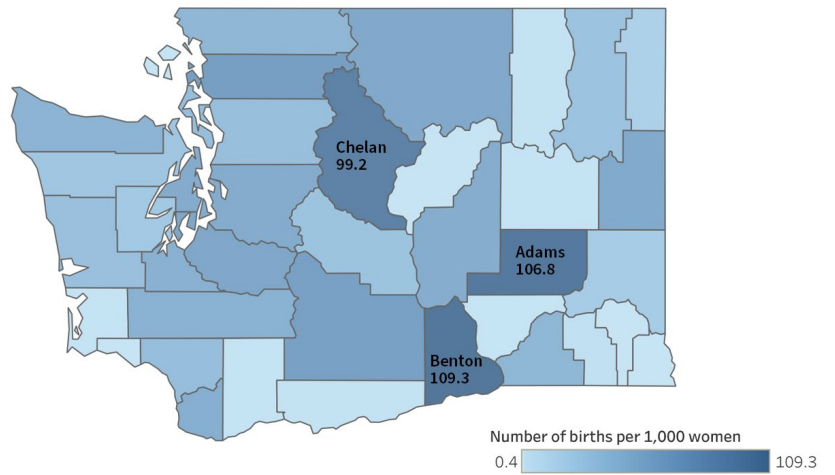 Chelan
99.2
Adams
106.8
Benton
109.3
Number of births per 1,000 women
0.4 109.3